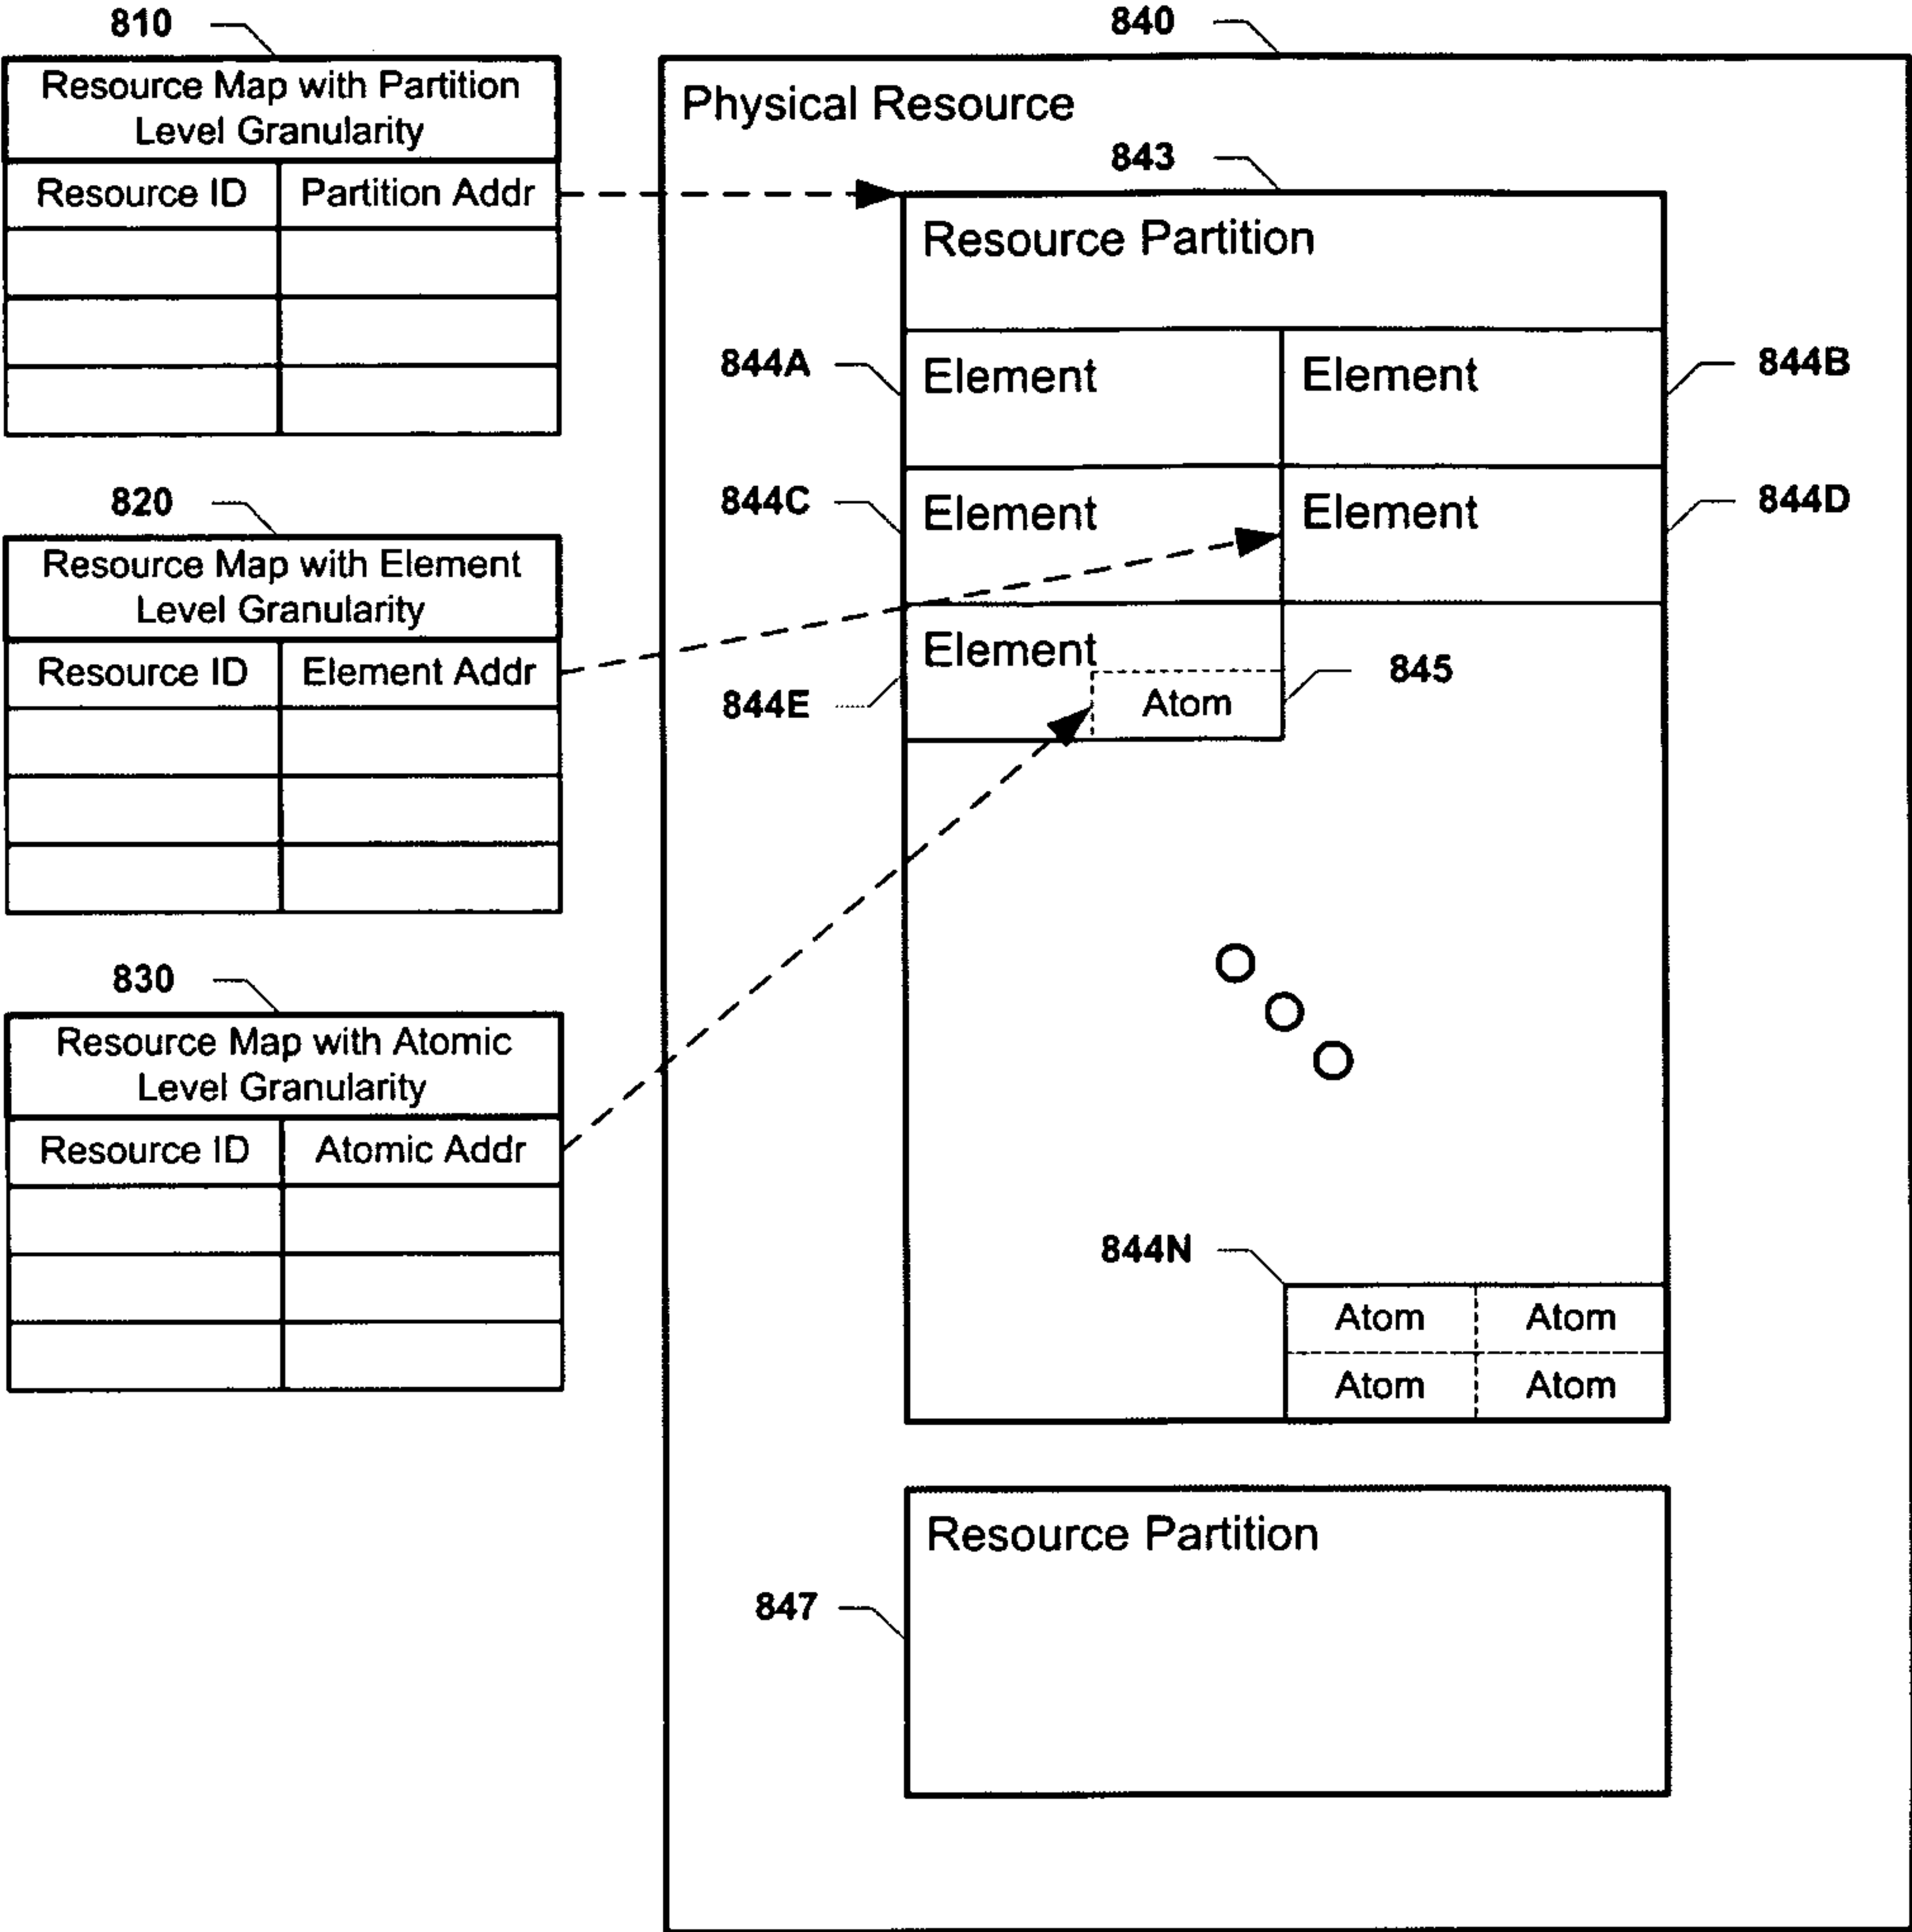 810
Resource Map with Partition
Level Granularity
Resource ID Partition Addr
820
Resource Map with Element
Level Granularity
Resource ID Element Addr
830
Resource Map with Atomic
Level Granularity
Resource ID Atomic Addr
840
Physical Resource
843
Resource Partition
844A Element Element 844B
844C Element Element 844D
Element
844E Atom 845
844N
Atom Atom
Atom Atom
Resource Partition
847